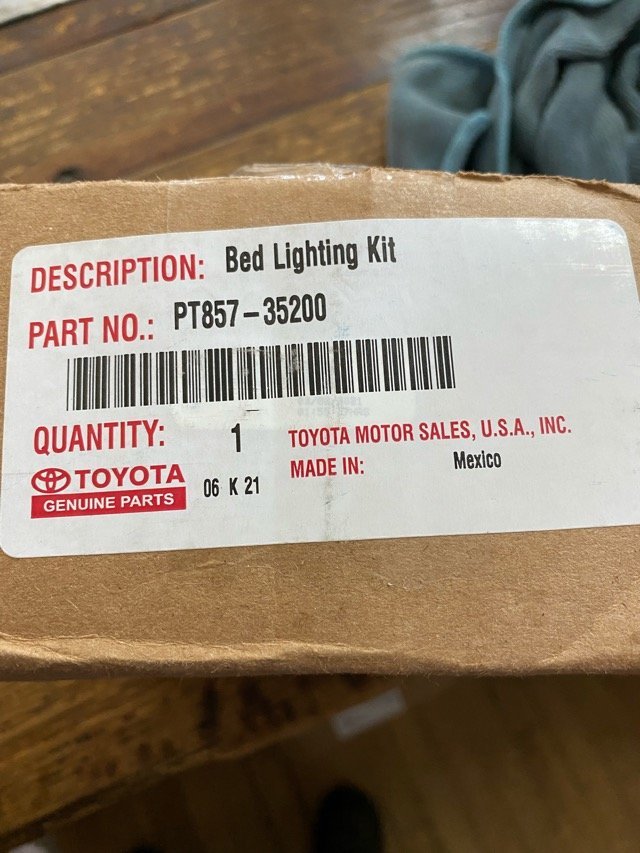 DESCRIPTION: Bed Lighting Kit
PART NO.: PT857-35200
QUANTITY: 1
TOYOTA MOTOR SALES, U.S.A., INC.
TOYOTA
GENUINE PARTS
06 K 21
MADE IN: Mexico